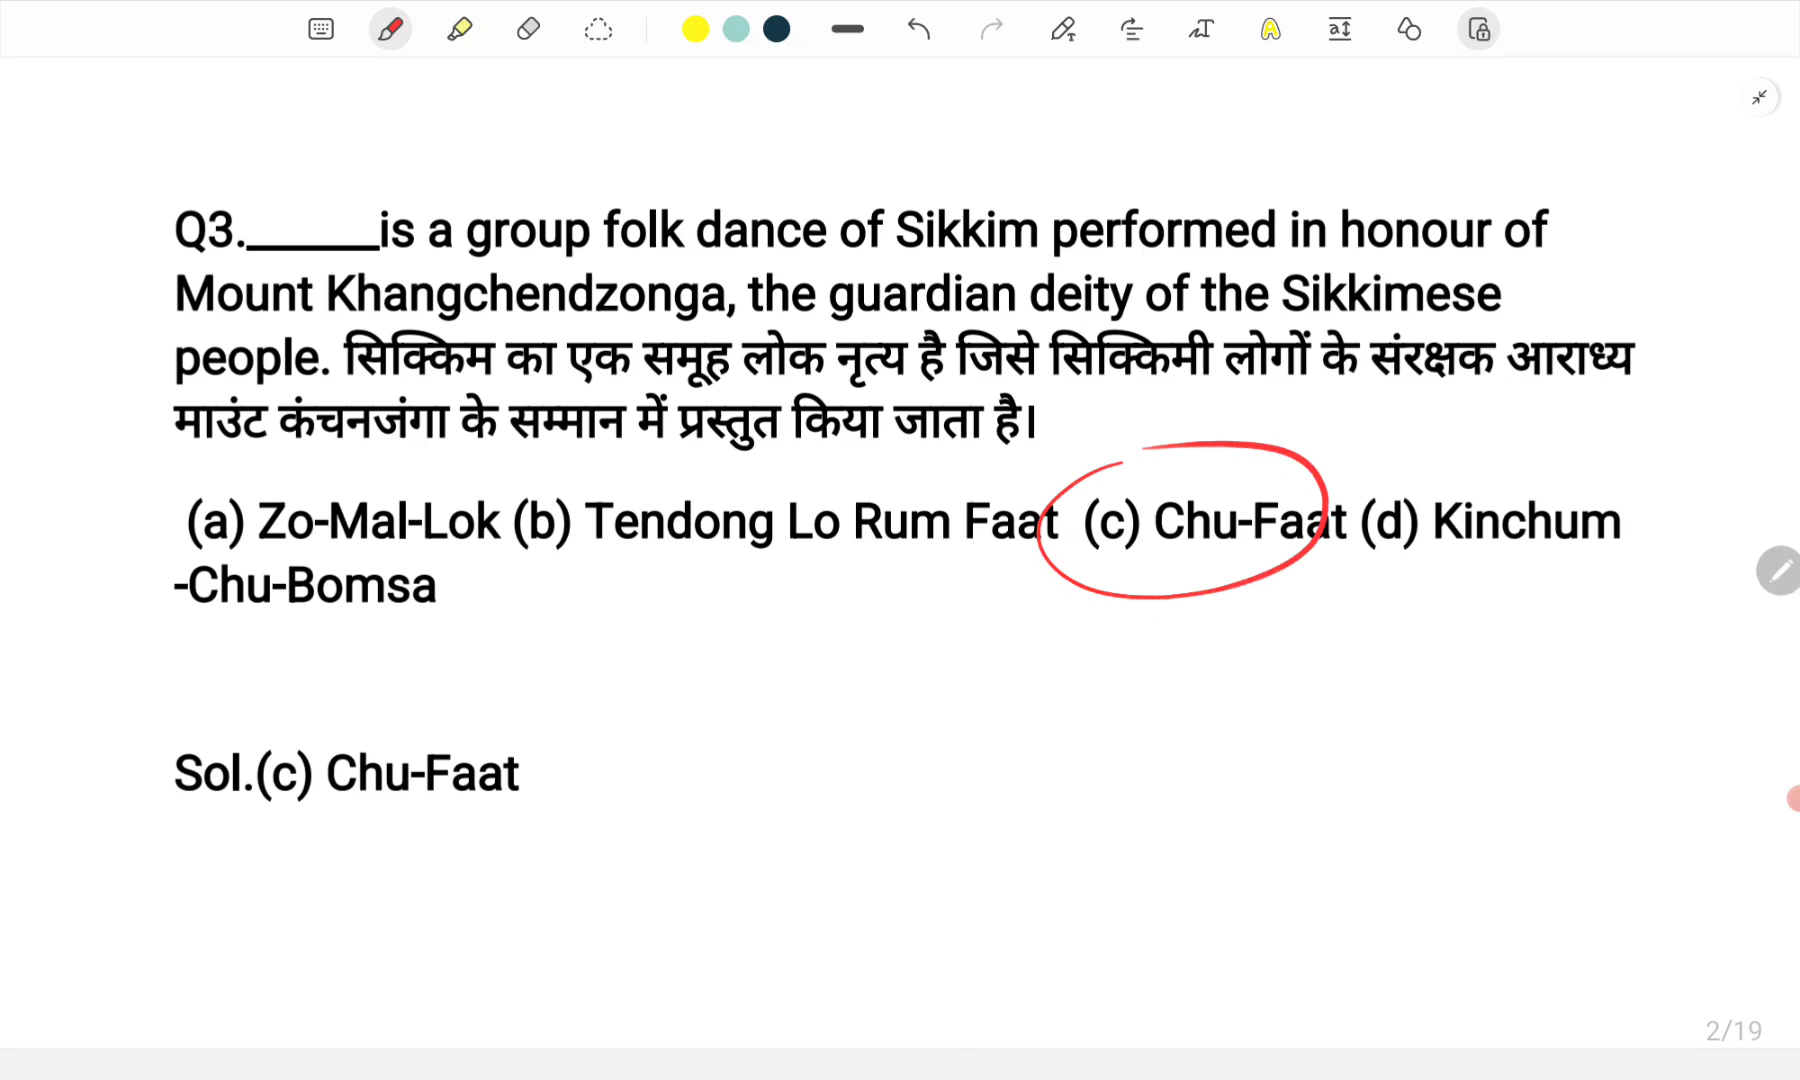 Q3.______is a group folk dance of Sikkim performed in honour of
Mount Khangchendzonga, the guardian deity of the Sikkimese
people. सिक्किम का एक समूह लोक नृत्य है जिसे सिक्किमी लोगों के संरक्षक आराध्य
माउंट कंचनजंगा के सम्मान में प्रस्तुत किया जाता है।
(a) Zo-Mal-Lok (b) Tendong Lo Rum Faat (c) Chu-Faat (d) Kinchum
-Chu-Bomsa
Sol.(c) Chu-Faat
2/19